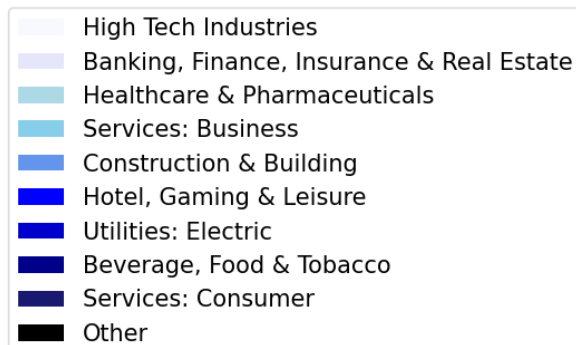 High Tech Industries
Banking, Finance, Insurance & Real Estate
Healthcare & Pharmaceuticals
Services: Business
Construction & Building
Hotel, Gaming & Leisure
Utilities: Electric
Beverage, Food & Tobacco
Services: Consumer
Other